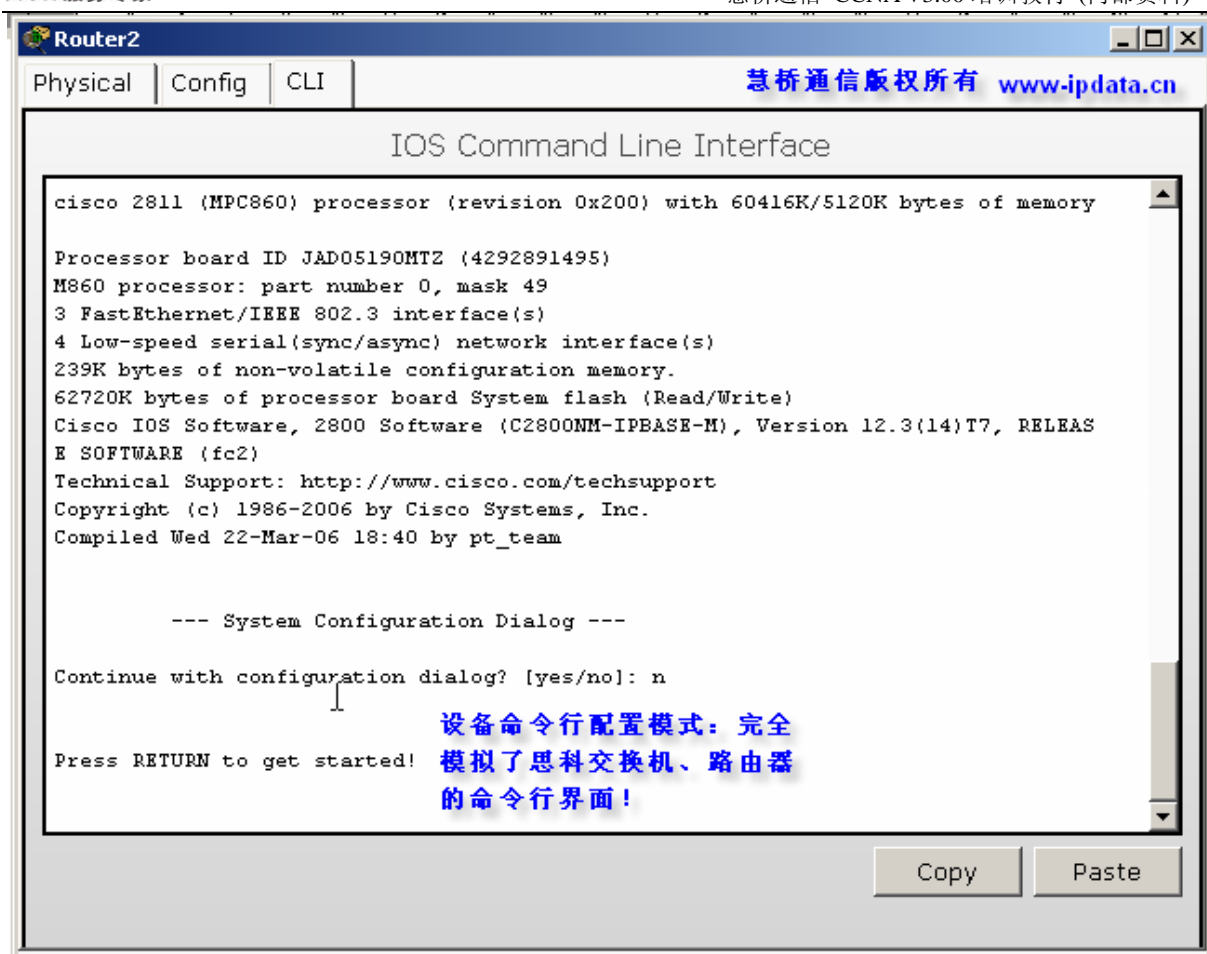 Router2
Physical Config CLI 慧桥通信版权所有 www-ipdata.cn
IOS Command Line Interface
cisco 2811 (MPC860) processor (revision 0x200) with 60416K/5120K bytes of memory
Processor board ID JAD05190MTZ (4292891495)
M860 processor: part number 0, mask 49
3 FastEthernet/IEEE 802.3 interface(s)
4 Low-speed serial(sync/async) network interface(s)
239K bytes of non-volatile configuration memory.
62720K bytes of processor board System flash (Read/Write)
Cisco IOS Software, 2800 Software (C2800NM-IPBASE-M), Version 12.3(14)T7, RELEAS
E SOFTWARE (fc2)
Technical Support: http://www.cisco.com/techsupport
Copyright (c) 1986-2006 by Cisco Systems, Inc.
Compiled Wed 22-Mar-06 18:40 by pt_team
--- System Configuration Dialog ---
Continue with configuration dialog? [yes/no]: n
设备命令行配置模式：完全
Press RETURN to get started! 模拟了思科交换机、路由器
的命令行界面！
Copy Paste